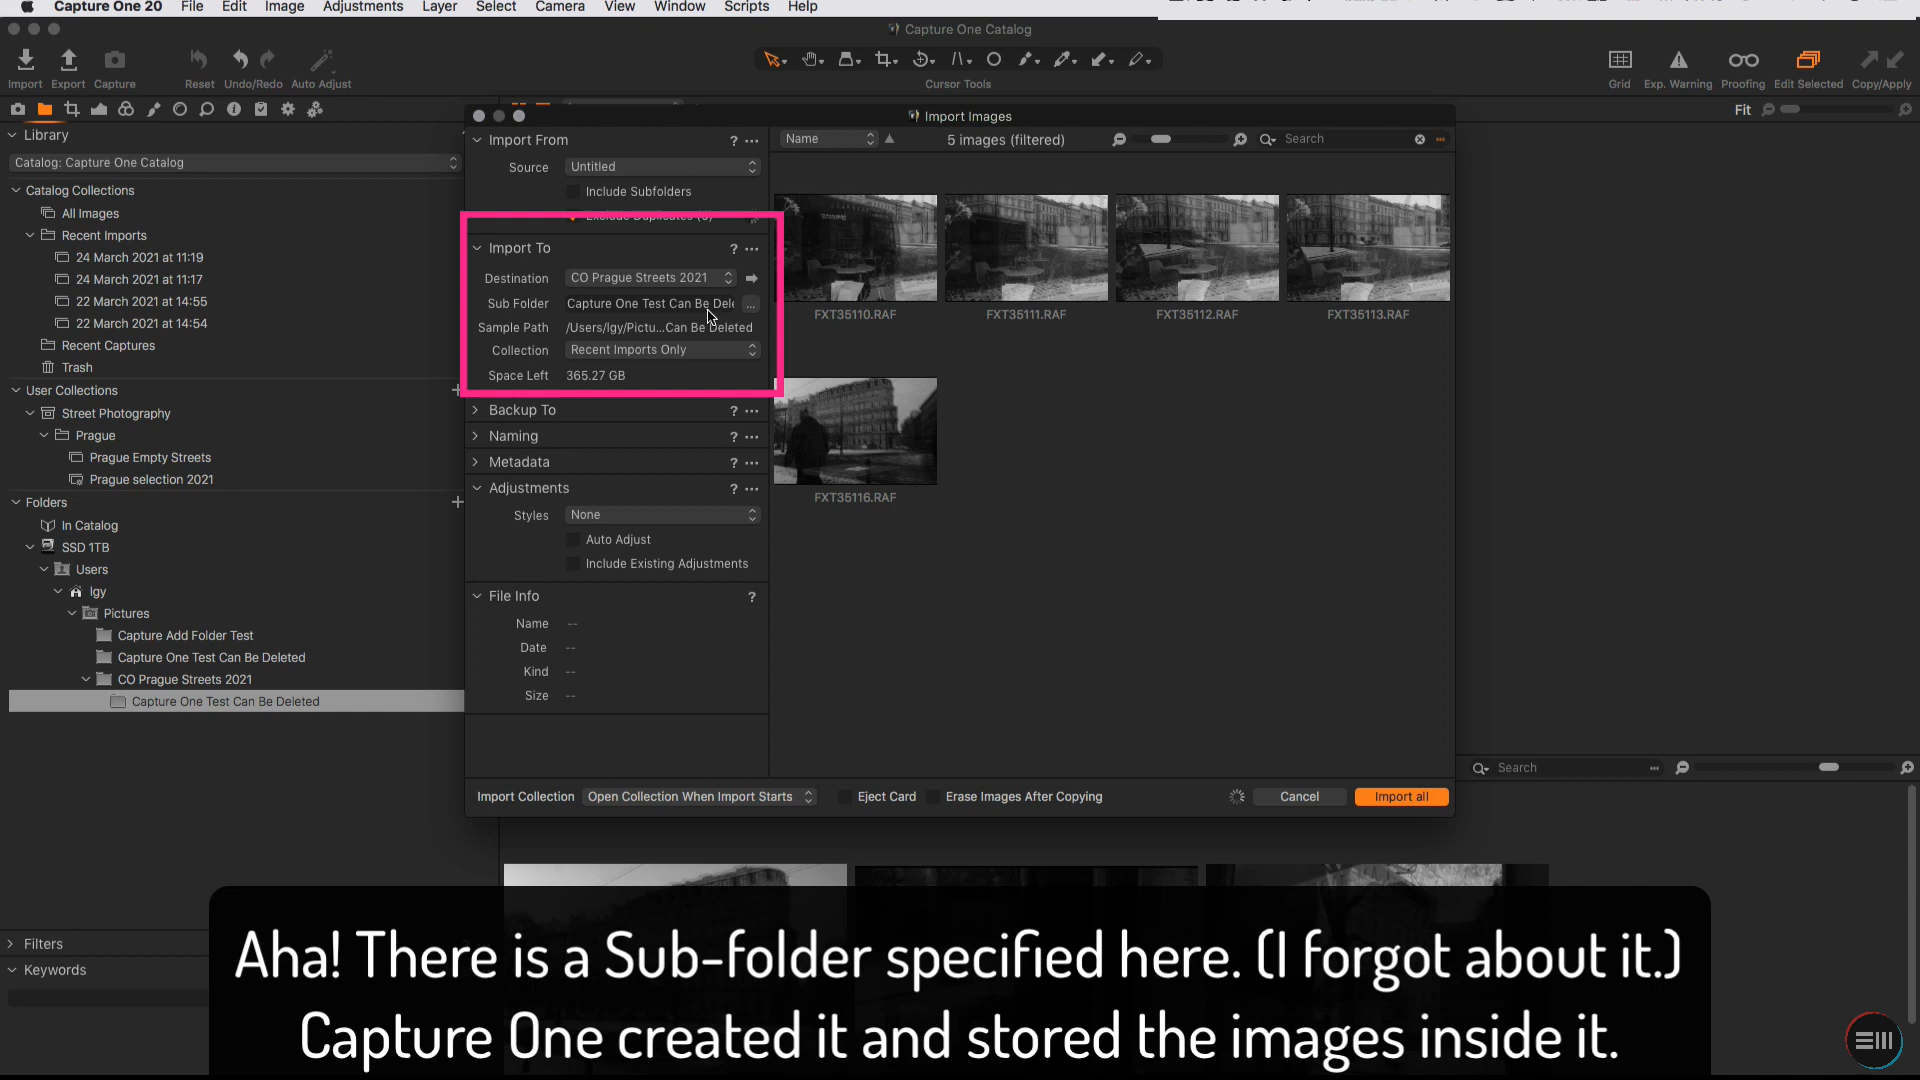 Capture One 20 File Edit Image Adjustments Layer Select Camera View Window Scripts Help
Capture One Catalog
Import Export Capture Reset Undo/Redo Auto Adjust Cursor Tools Grid Exp. Warning Proofing Edit Selected Copy/Apply
Fit
Library
Catalog: Capture One Catalog
Catalog Collections
All Images
Recent Imports
24 March 2021 at 11:19
24 March 2021 at 11:17
22 March 2021 at 14:55
22 March 2021 at 14:54
Recent Captures
Trash
User Collections
Street Photography
Prague
Prague Empty Streets
Prague selection 2021
Folders
In Catalog
SSD 1TB
Users
Igy
Pictures
Capture Add Folder Test
Capture One Test Can Be Deleted
CO Prague Streets 2021
Capture One Test Can Be Deleted
Filters
Keywords
Import Images
Import From ? ...
Source Untitled
Include Subfolders
Exclude Duplicates
Import To ? ...
Destination CO Prague Streets 2021
Sub Folder Capture One Test Can Be Dele ...
Sample Path /Users/Igy/Pictu...Can Be Deleted
Collection Recent Imports Only
Space Left 365.27 GB
Backup To ? ...
Naming ? ...
Metadata ? ...
Adjustments ? ...
Styles None
Auto Adjust
Include Existing Adjustments
File Info ?
Name --
Date --
Kind --
Size --
Name 5 images (filtered) Search
FXT35110.RAF FXT35111.RAF FXT35112.RAF FXT35113.RAF
FXT35116.RAF
Import Collection Open Collection When Import Starts Eject Card Erase Images After Copying Cancel Import all
Search
Aha! There is a Sub-folder specified here. (I forgot about it.)
Capture One created it and stored the images inside it.